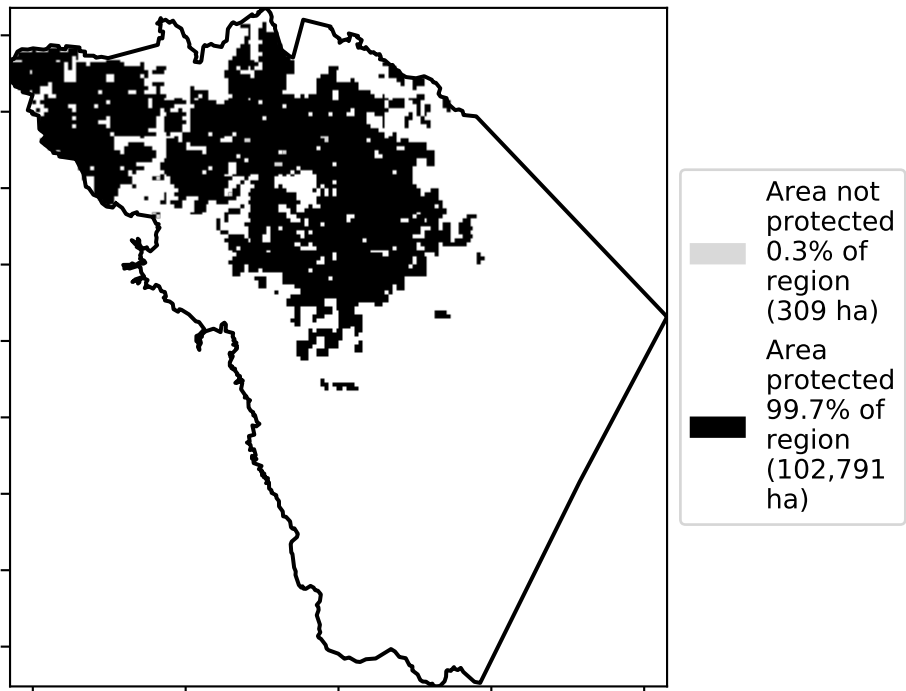 Area not
protected
0.3% of
region
(309 ha)
Area
protected
99.7% of
region
(102,791
ha)